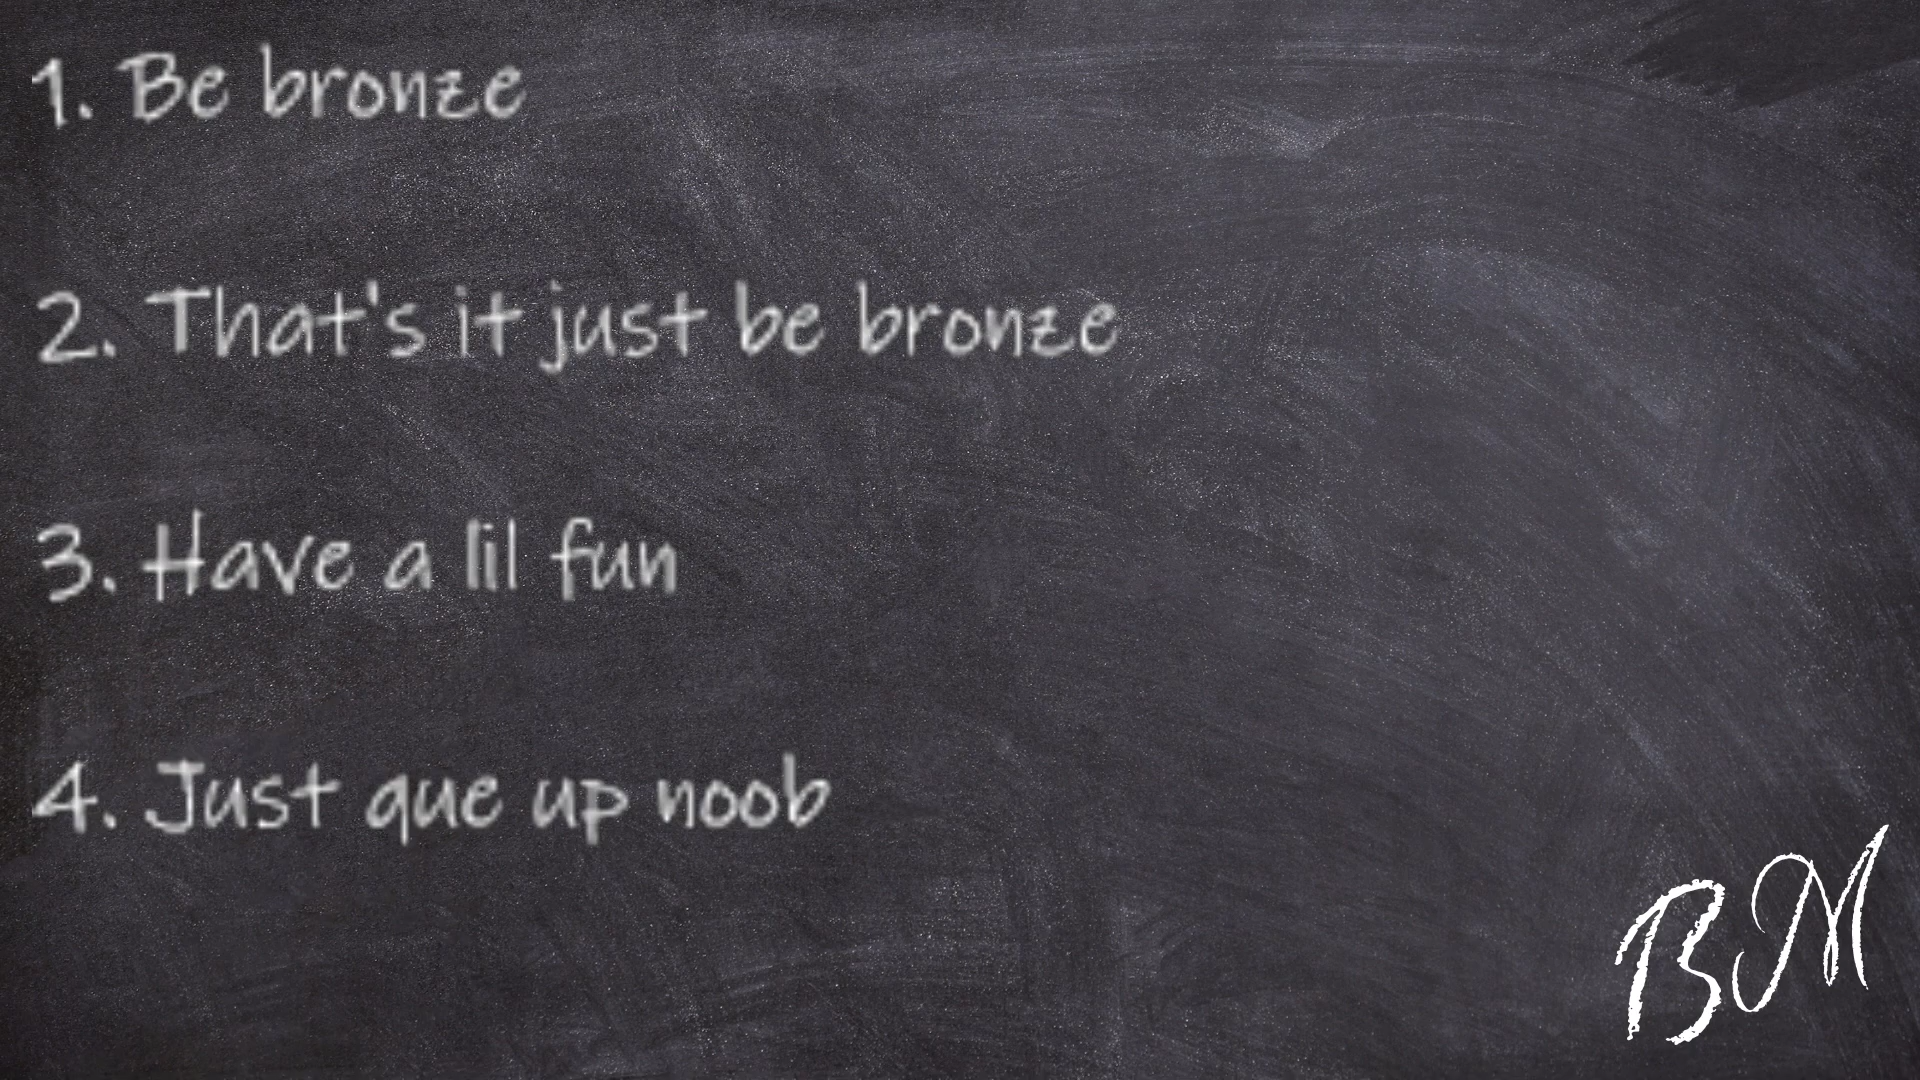 1. Be bronze
2. That's it just be bronze
3. Have a lil fun
4. Just que up noob
BM